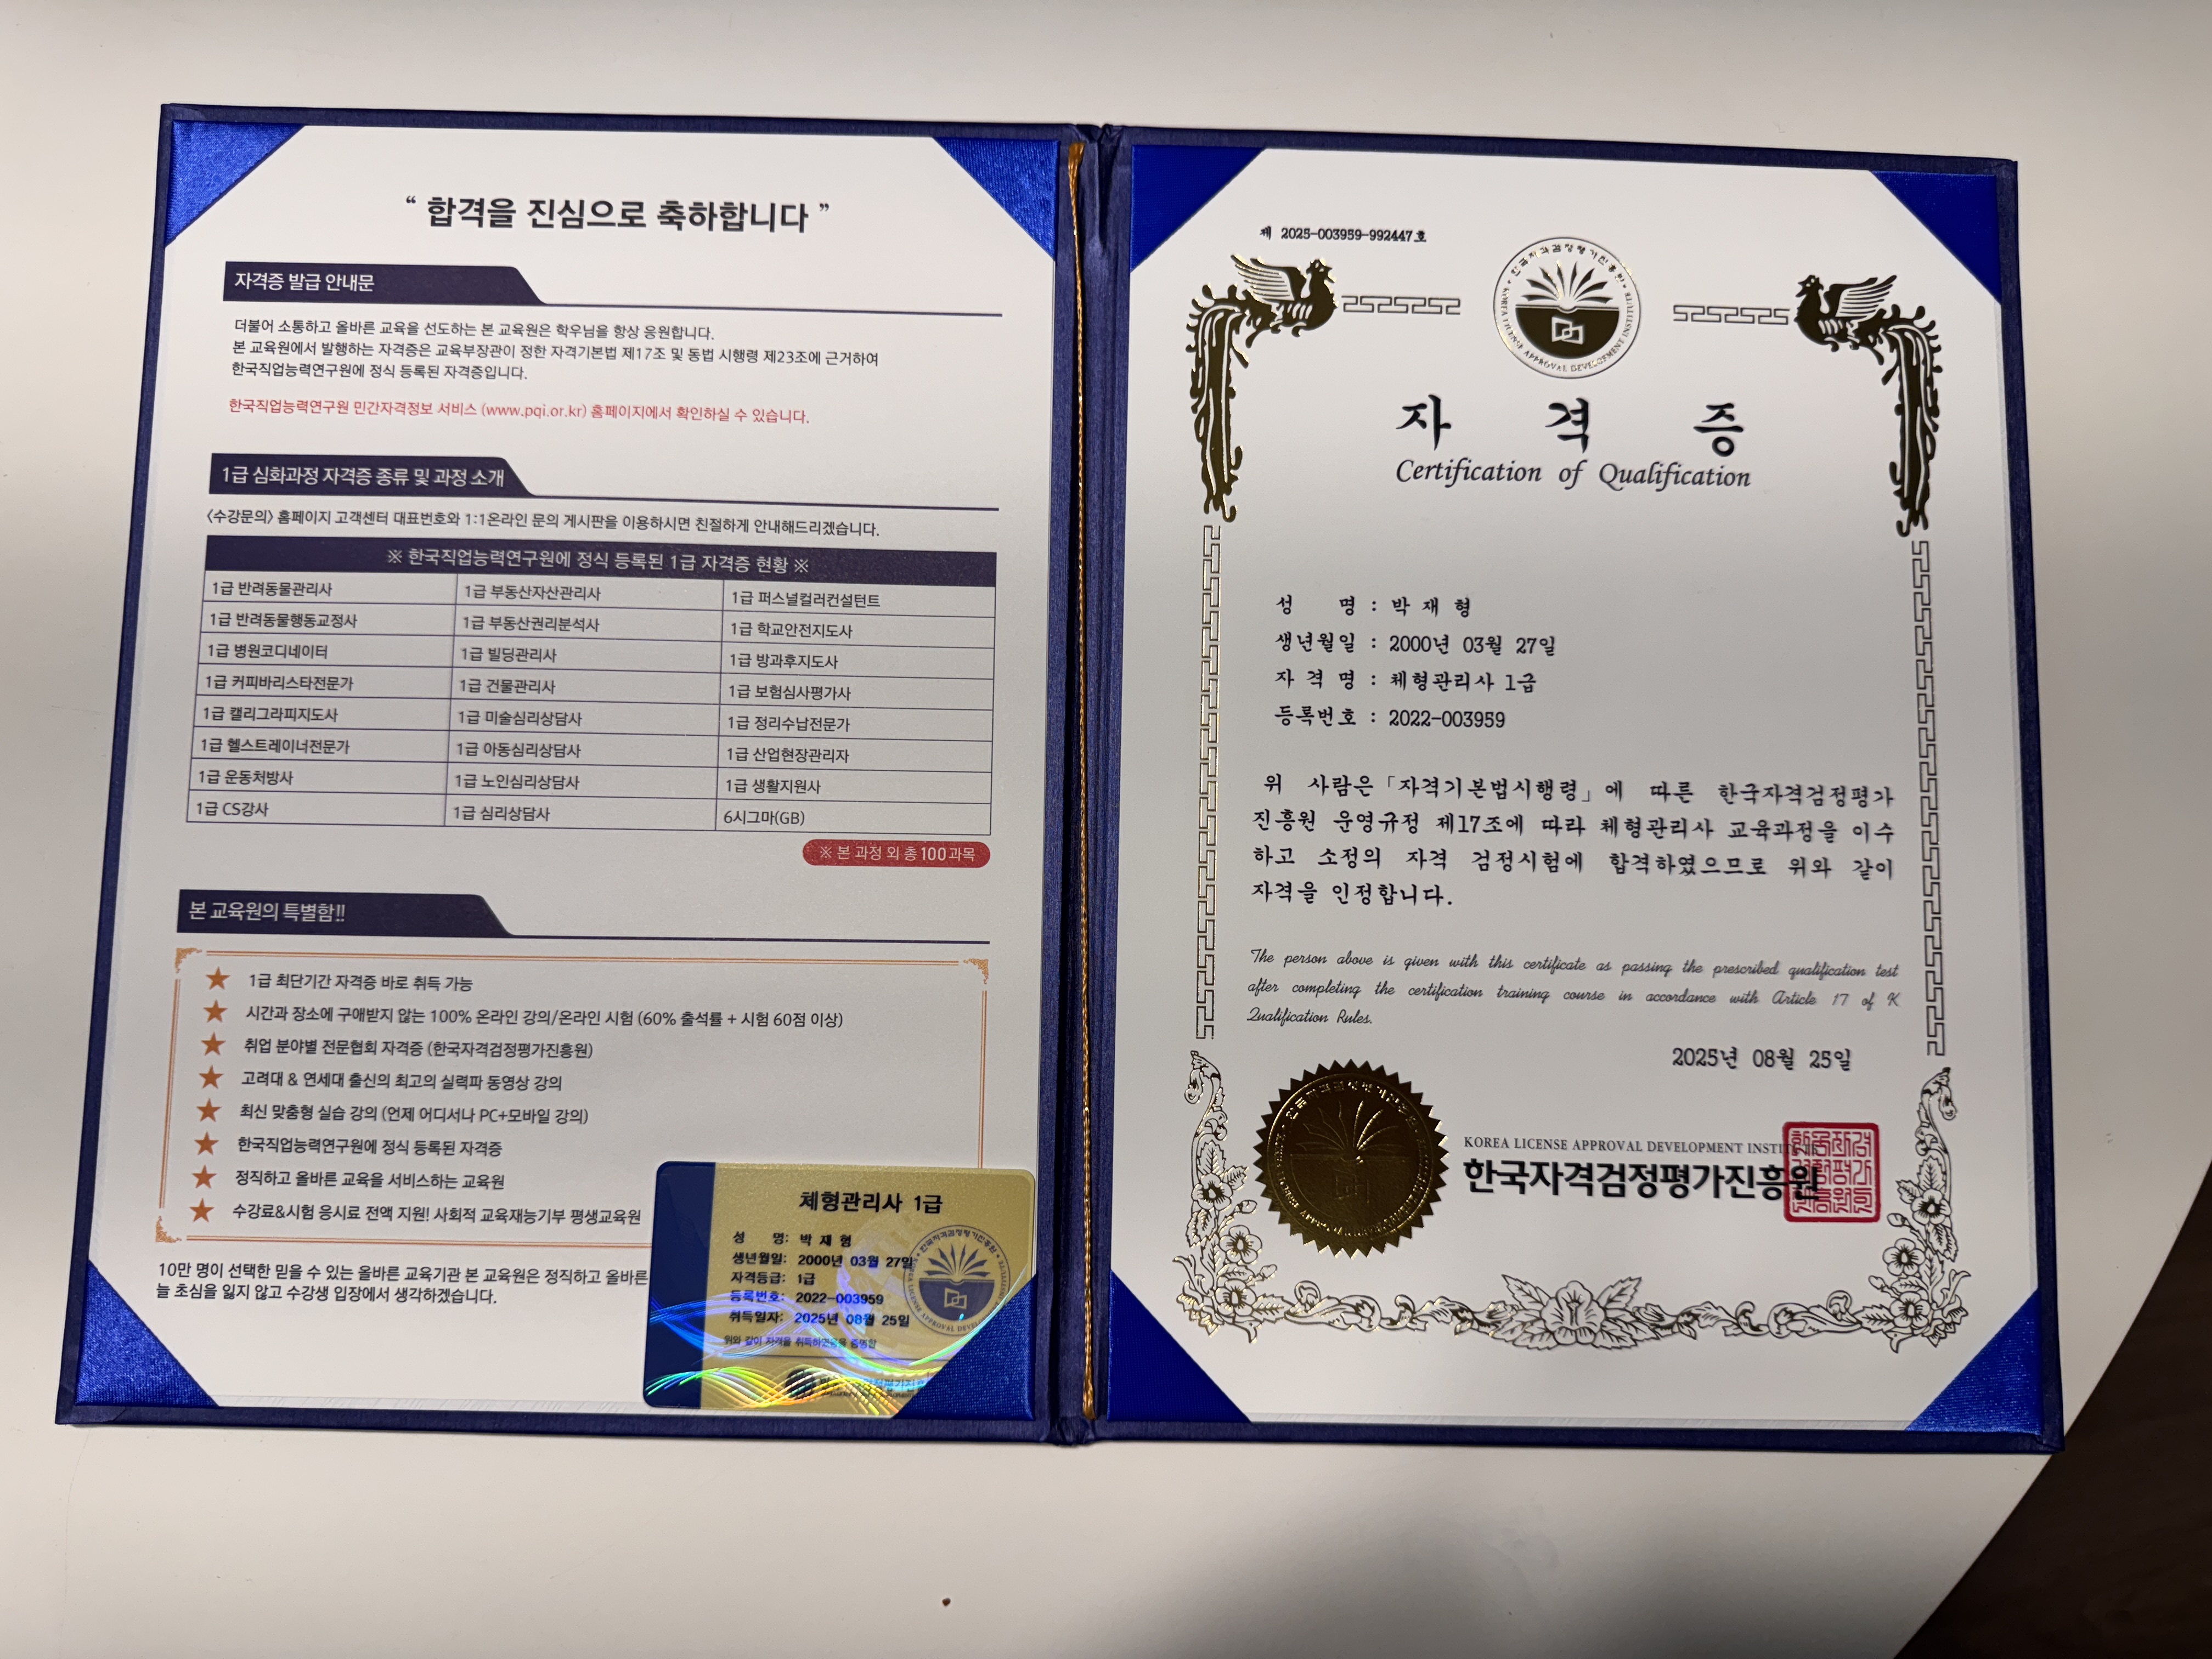 “ 합격을 진심으로 축하합니다 ”
자격증 발급 안내문
더불어 소통하고 올바른 교육을 선도하는 본 교육원은 학우님을 항상 응원합니다.
본 교육원에서 발행하는 자격증은 교육부장관이 정한 자격기본법 제17조 및 동법 시행령 제23조에 근거하여
한국직업능력연구원에 정식 등록된 자격증입니다.
한국직업능력연구원 민간자격정보 서비스 (www.pqi.or.kr) 홈페이지에서 확인하실 수 있습니다.
1급 심화과정 자격증 종류 및 과정 소개
<수강문의> 홈페이지 고객센터 대표번호와 1:1온라인 문의 게시판을 이용하시면 친절하게 안내해드리겠습니다.
※ 한국직업능력연구원에 정식 등록된 1급 자격증 현황 ※
1급 반려동물관리사 1급 부동산자산관리사 1급 퍼스널컬러컨설턴트
1급 반려동물행동교정사 1급 부동산권리분석사 1급 학교안전지도사
1급 병원코디네이터 1급 빌딩관리사 1급 방과후지도사
1급 커피바리스타전문가 1급 건물관리사 1급 보험심사평가사
1급 캘리그라피지도사 1급 미술심리상담사 1급 정리수납전문가
1급 헬스트레이너전문가 1급 아동심리상담사 1급 산업현장관리자
1급 운동처방사 1급 노인심리상담사 1급 생활지원사
1급 CS강사 1급 심리상담사 6시그마(GB)
※ 본 과정 외 총 100과목
본 교육원의 특별함!!
★ 1급 최단기간 자격증 바로 취득 가능
★ 시간과 장소에 구애받지 않는 100% 온라인 강의/온라인 시험 (60% 출석률 + 시험 60점 이상)
★ 취업 분야별 전문협회 자격증 (한국자격검정평가진흥원)
★ 고려대 & 연세대 출신의 최고의 실력파 동영상 강의
★ 최신 맞춤형 실습 강의 (언제 어디서나 PC+모바일 강의)
★ 한국직업능력연구원에 정식 등록된 자격증
★ 정직하고 올바른 교육을 서비스하는 교육원
★ 수강료&시험 응시료 전액 지원! 사회적 교육재능기부 평생교육원
10만 명이 선택한 믿을 수 있는 올바른 교육기관 본 교육원은 정직하고 올바른
늘 초심을 잃지 않고 수강생 입장에서 생각하겠습니다.
체형관리사 1급
성 명: 박 재 형
생년월일: 2000년 03월 27일
자격등급: 1급
등록번호: 2022-003959
취득일자: 2025년 08월 25일
위와 같이 자격을 취득하였음을 증명함
제 2025-003959-992447호
한국자격검정평가진흥원
KOREA LICENSE APPROVAL DEVELOPMENT INSTITUTE
자 격 증
Certification of Qualification
성 명 : 박 재 형
생년월일 : 2000년 03월 27일
자 격 명 : 체형관리사 1급
등록번호 : 2022-003959
위 사람은 「자격기본법시행령」에 따른 한국자격검정평가
진흥원 운영규정 제17조에 따라 체형관리사 교육과정을 이수
하고 소정의 자격 검정시험에 합격하였으므로 위와 같이
자격을 인정합니다.
The person above is given with this certificate as passing the prescribed qualification test
after completing the certification training course in accordance with Article 17 of K
Qualification Rules.
2025년 08월 25일
KOREA LICENSE APPROVAL DEVELOPMENT
한국자격검정평가진흥원